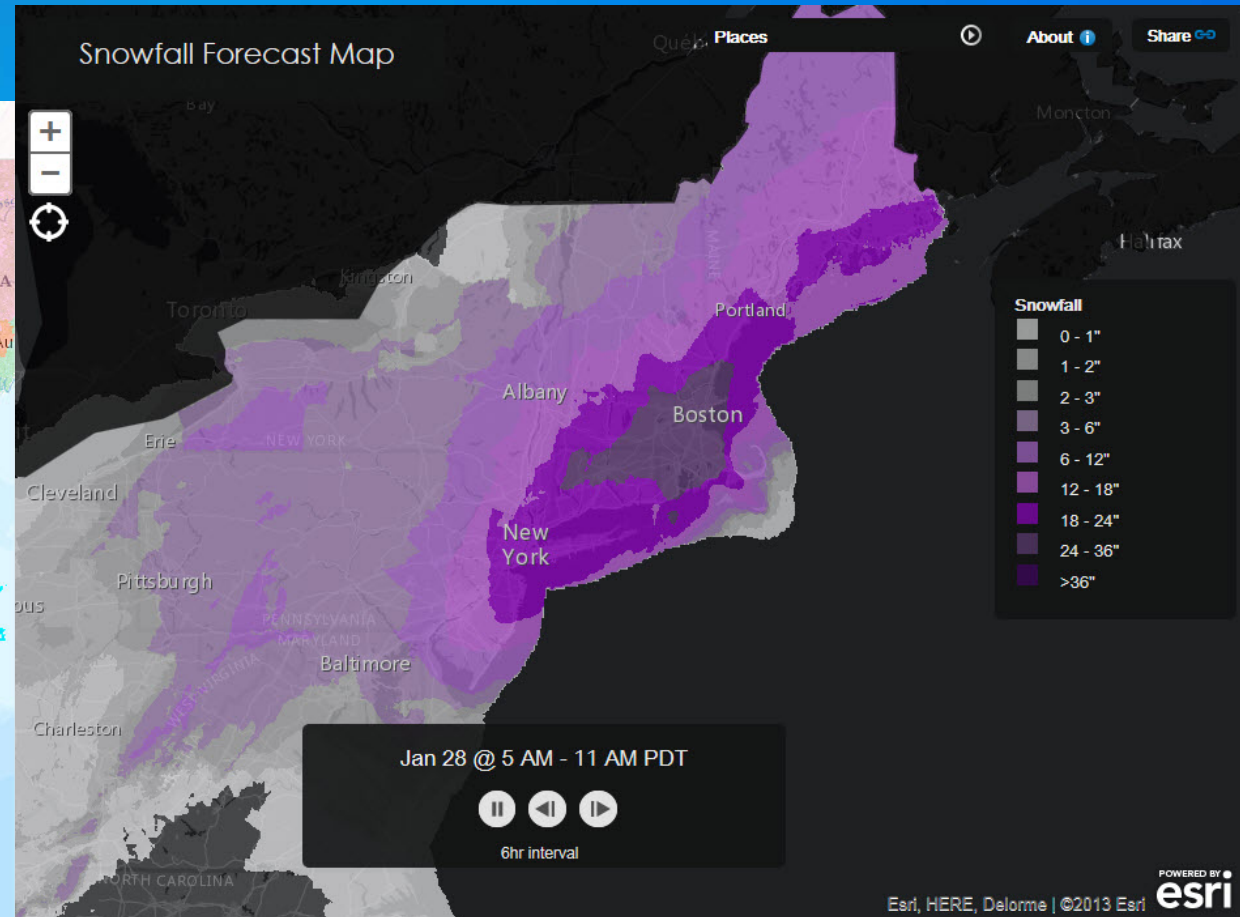 Snowfall Forecast Map
Places
About
Share
Bay
Moncton
Halifax
MAINE
Kingston
Toronto
Portland
Albany
Boston
Erie
NEW YORK
Cleveland
New
York
Pittsburgh
PENNSYLVANIA
MARYLAND
Baltimore
WEST VIRGINIA
Charleston
NORTH CAROLINA
Snowfall
0 - 1"
1 - 2"
2 - 3"
3 - 6"
6 - 12"
12 - 18"
18 - 24"
24 - 36"
>36"
Jan 28 @ 5 AM - 11 AM PDT
6hr interval
Esri, HERE, Delorme | ©2013 Esri
POWERED BY
esri